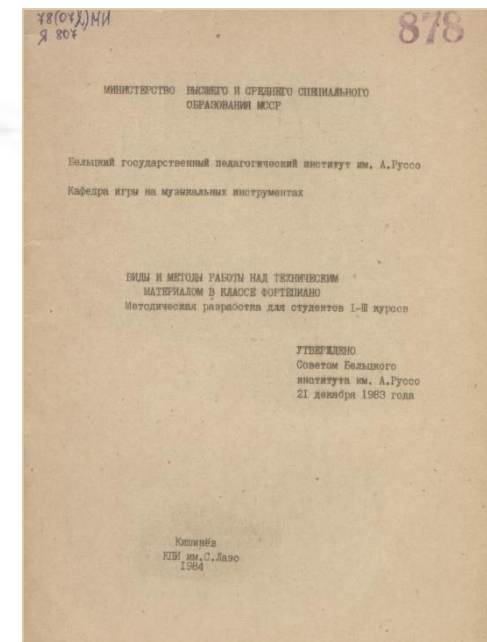 78(07
Я 807
878
МИНИСТЕРСТВО ВЫСШЕГО И СРЕДНЕГО СПЕЦИАЛЬНОГО
ОБРАЗОВАНИЯ МССР
Бельцкий государственный педагогический институт им. А.Руссо
Кафедра игры на музыкальных инструментах
ВИДЫ И МЕТОДЫ РАБОТЫ НАД ТЕХНИЧЕСКИМ
МАТЕРИАЛОМ В КЛАССЕ ФОРТЕПИАНО
Методическая разработка для студентов I-III курсов
УТВЕРЖДЕНО
Советом Бельцкого
института им. А.Руссо
21 декабря 1983 года
Кишинёв
КПИ им.С.Лазо
1984